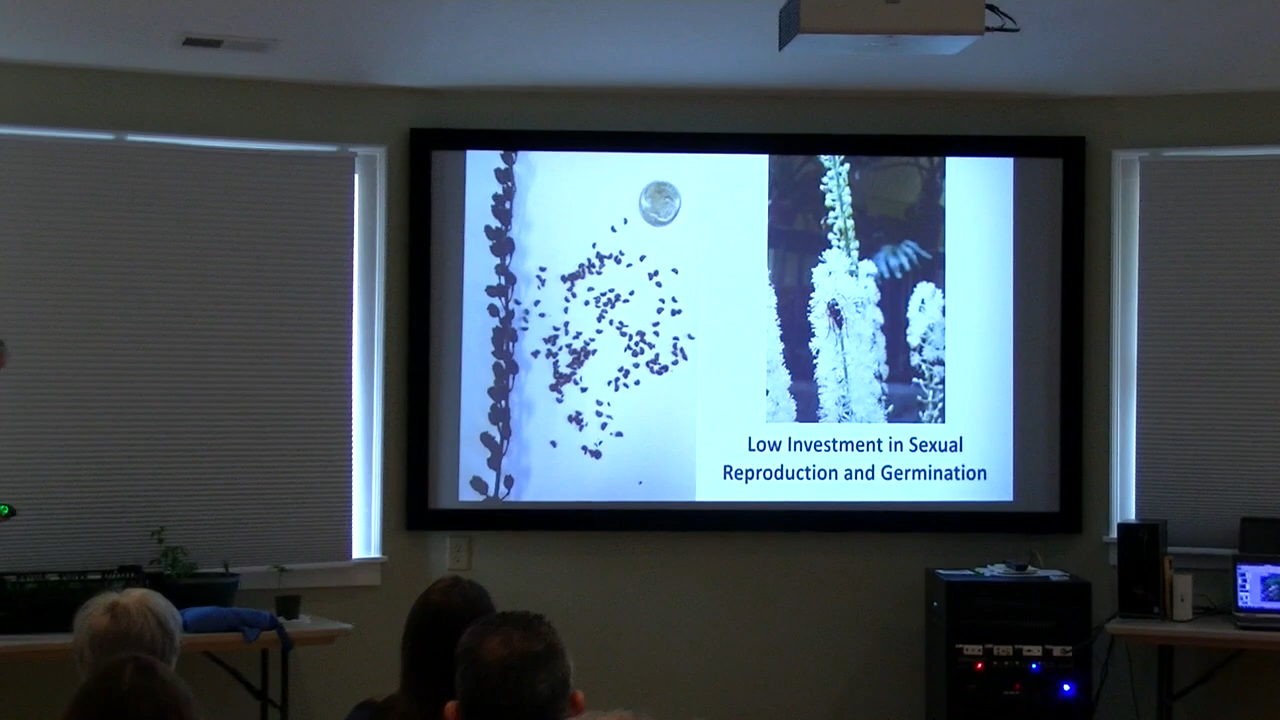 Low Investment in Sexual
Reproduction and Germination